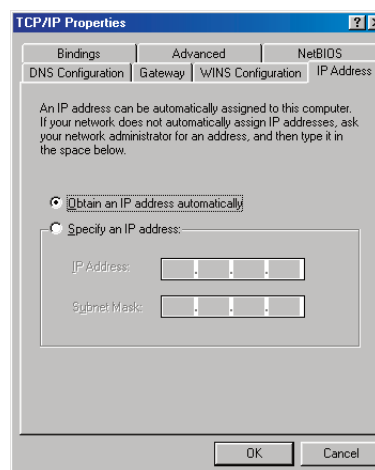 TCP/IP Properties
Bindings Advanced NetBIOS
DNS Configuration Gateway WINS Configuration IP Address
An IP address can be automatically assigned to this computer.
If your network does not automatically assign IP addresses, ask
your network administrator for an address, and then type it in
the space below.
Obtain an IP address automatically
Specify an IP address:
IP Address:
Subnet Mask:
OK Cancel